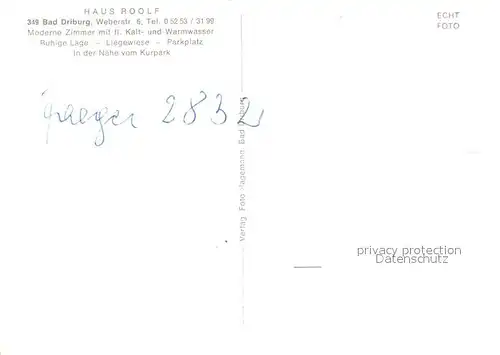 HAUS ROOLF
349 Bad Driburg, Weberstr. 6, Tel. 0 52 53 / 31 99
Moderne Zimmer mit fl. Kalt- und Warmwasser
Ruhige Lage - Liegewiese - Parkplatz
In der Nähe vom Kurpark
ECHT
FOTO
2832
Verlag Foto Hagemann, Bad Driburg
privacy protection
Datenschutz